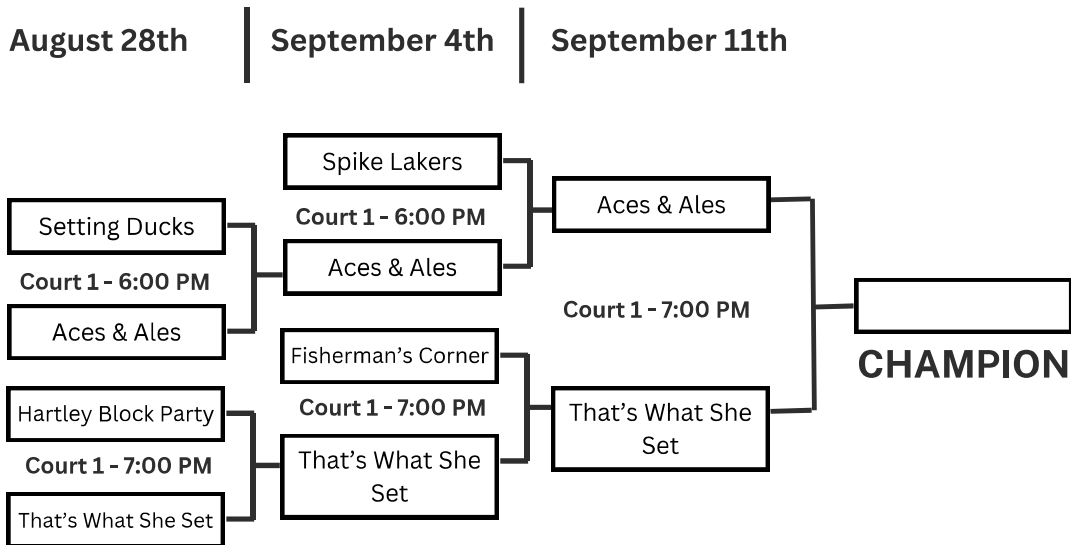 August 28th
September 4th
September 11th
Setting Ducks
Court 1 - 6:00 PM
Aces & Ales
Hartley Block Party
Court 1 - 7:00 PM
That's What She Set
Spike Lakers
Court 1 - 6:00 PM
Aces & Ales
Fisherman's Corner
Court 1 - 7:00 PM
That's What She
Set
Aces & Ales
Court 1 - 7:00 PM
That's What She
Set
CHAMPION